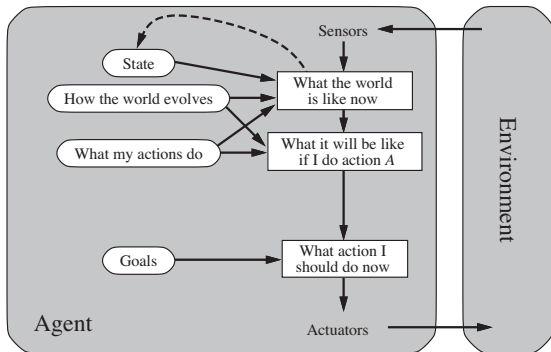 Sensors
State
What the world
is like now
How the world evolves
What it will be like
if I do action A
What my actions do
Environment
Goals
What action I
should do now
Agent
Actuators